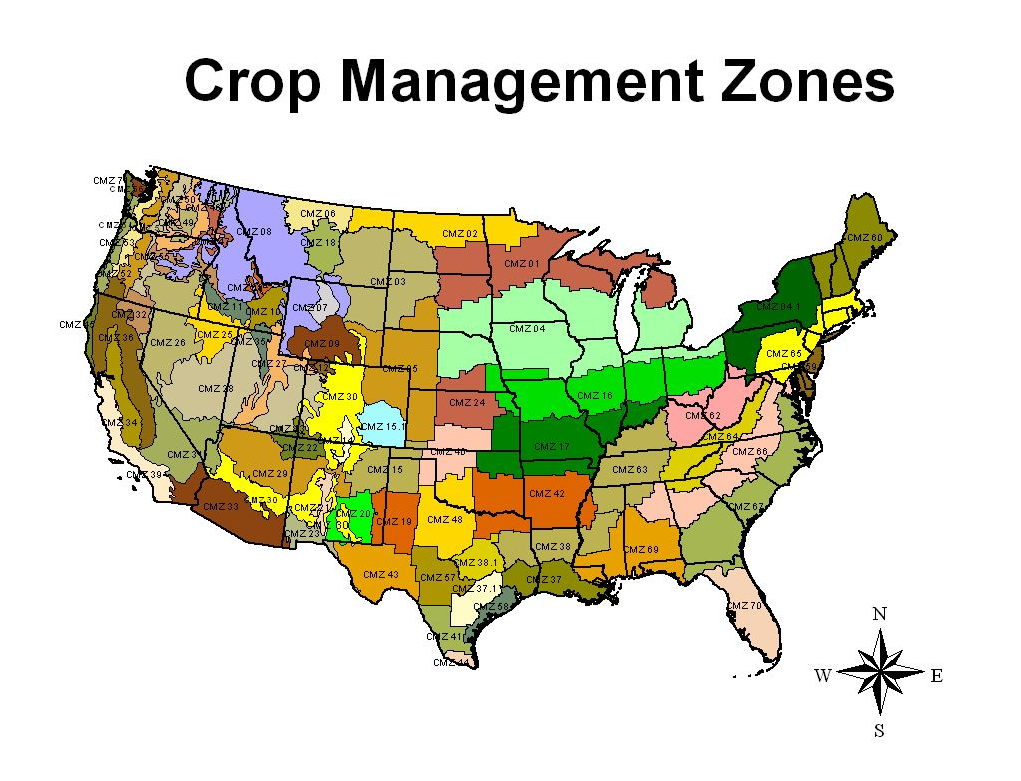 Crop Management Zones
CMZ 06
CMZ 02
CMZ 08
CMZ 18
CMZ 01
CMZ 60
CMZ 03
CMZ 11
CMZ 10
CMZ 07
CMZ 04.1
CMZ 32
CMZ 04
CMZ 36
CMZ 25
CMZ 26
CMZ 09
CMZ 65
CMZ 27
CMZ 28
CMZ 30
CMZ 16
CMZ 24
CMZ 62
CMZ 34
CMZ 15.1
CMZ 64
CMZ 22
CMZ 17
CMZ 66
CMZ 29
CMZ 15
CMZ 63
CMZ 30
CMZ 42
CMZ 33
CMZ 20
CMZ 19
CMZ 48
CMZ 67
CMZ 30
CMZ 23
CMZ 38
CMZ 69
CMZ 38.1
CMZ 43
CMZ 57
CMZ 37
CMZ 37.1
CMZ 58
CMZ 70
CMZ 41
N
W
E
S